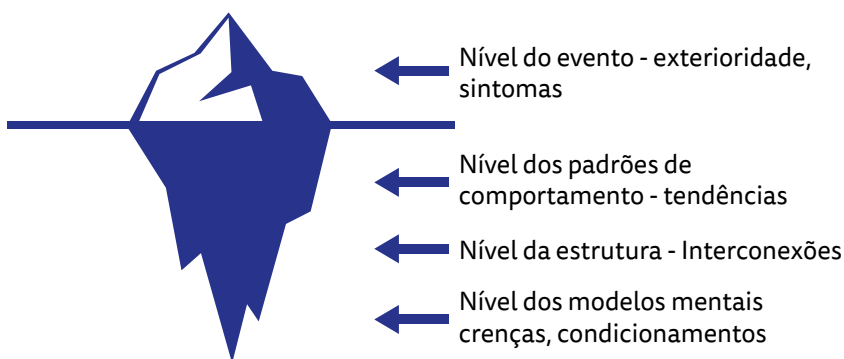 Nível do evento - exterioridade,
sintomas
Nível dos padrões de
comportamento - tendências
Nível da estrutura - Interconexões
Nível dos modelos mentais
crenças, condicionamentos